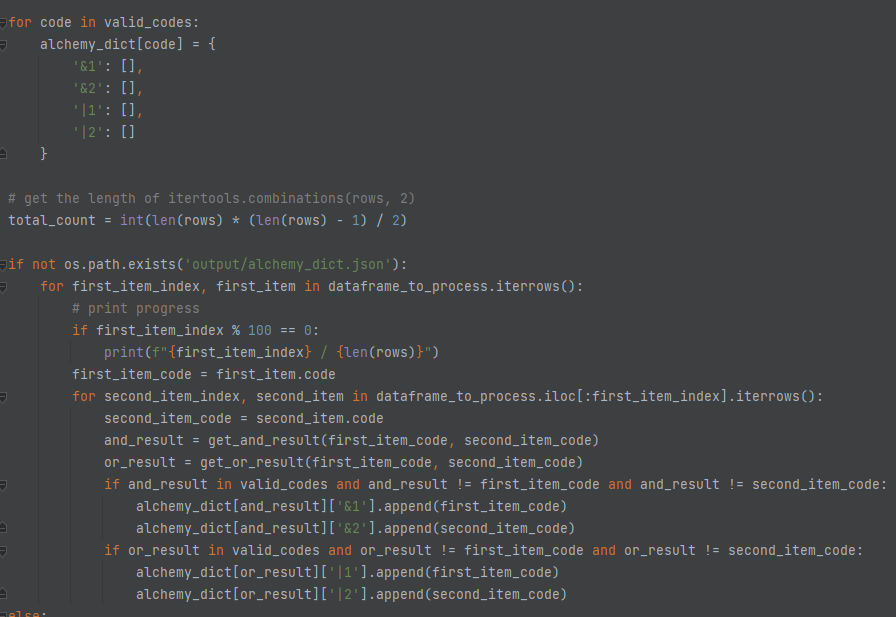 for code in valid_codes:
    alchemy_dict[code] = {
        '&1': [],
        '&2': [],
        '|1': [],
        '|2': []
    }
# get the length of itertools.combinations(rows, 2)
total_count = int(len(rows) * (len(rows) - 1) / 2)
if not os.path.exists('output/alchemy_dict.json'):
    for first_item_index, first_item in dataframe_to_process.iterrows():
        # print progress
        if first_item_index % 100 == 0:
            print(f"{first_item_index} / {len(rows)}")
        first_item_code = first_item.code
        for second_item_index, second_item in dataframe_to_process.iloc[:first_item_index].iterrows():
            second_item_code = second_item.code
            and_result = get_and_result(first_item_code, second_item_code)
            or_result = get_or_result(first_item_code, second_item_code)
            if and_result in valid_codes and and_result != first_item_code and and_result != second_item_code:
                alchemy_dict[and_result]['&1'].append(first_item_code)
                alchemy_dict[and_result]['&2'].append(second_item_code)
            if or_result in valid_codes and or_result != first_item_code and or_result != second_item_code:
                alchemy_dict[or_result]['|1'].append(first_item_code)
                alchemy_dict[or_result]['|2'].append(second_item_code)
else: